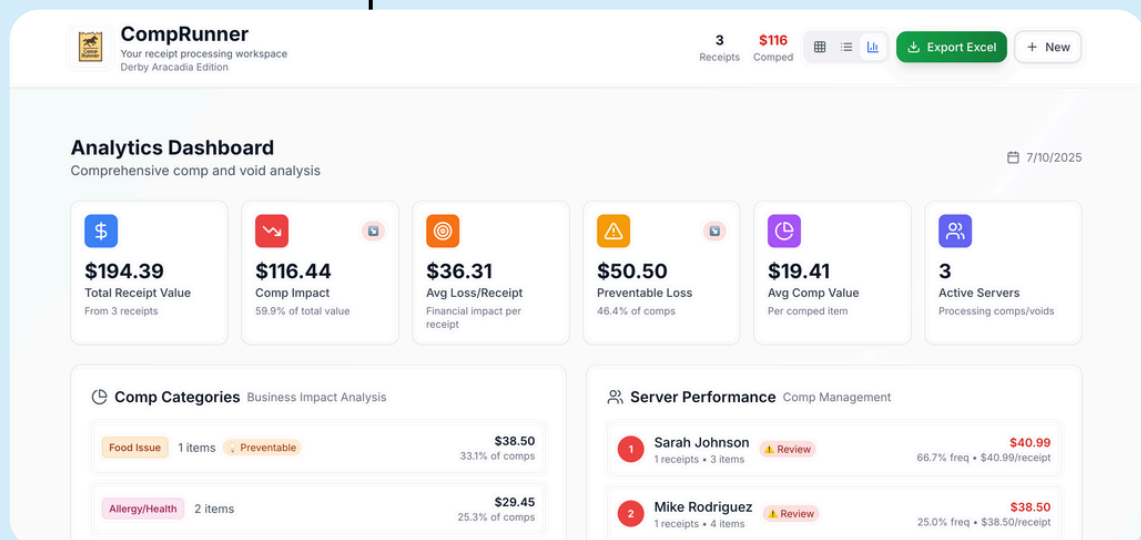 CompRunner
Your receipt processing workspace
Derby Aracadia Edition
3
Receipts
$116
Comped
Export Excel
New
Analytics Dashboard
Comprehensive comp and void analysis
7/10/2025
$194.39
Total Receipt Value
From 3 receipts
$116.44
Comp Impact
59.9% of total value
$36.31
Avg Loss/Receipt
Financial impact per
receipt
$50.50
Preventable Loss
46.4% of comps
$19.41
Avg Comp Value
Per comped item
3
Active Servers
Processing comps/voids
Comp Categories Business Impact Analysis
Food Issue 1 items Preventable
$38.50
33.1% of comps
Allergy/Health 2 items
$29.45
25.3% of comps
Server Performance Comp Management
1 Sarah Johnson Review
1 receipts • 3 items
$40.99
66.7% freq • $40.99/receipt
2 Mike Rodriguez Review
1 receipts • 4 items
$38.50
25.0% freq • $38.50/receipt